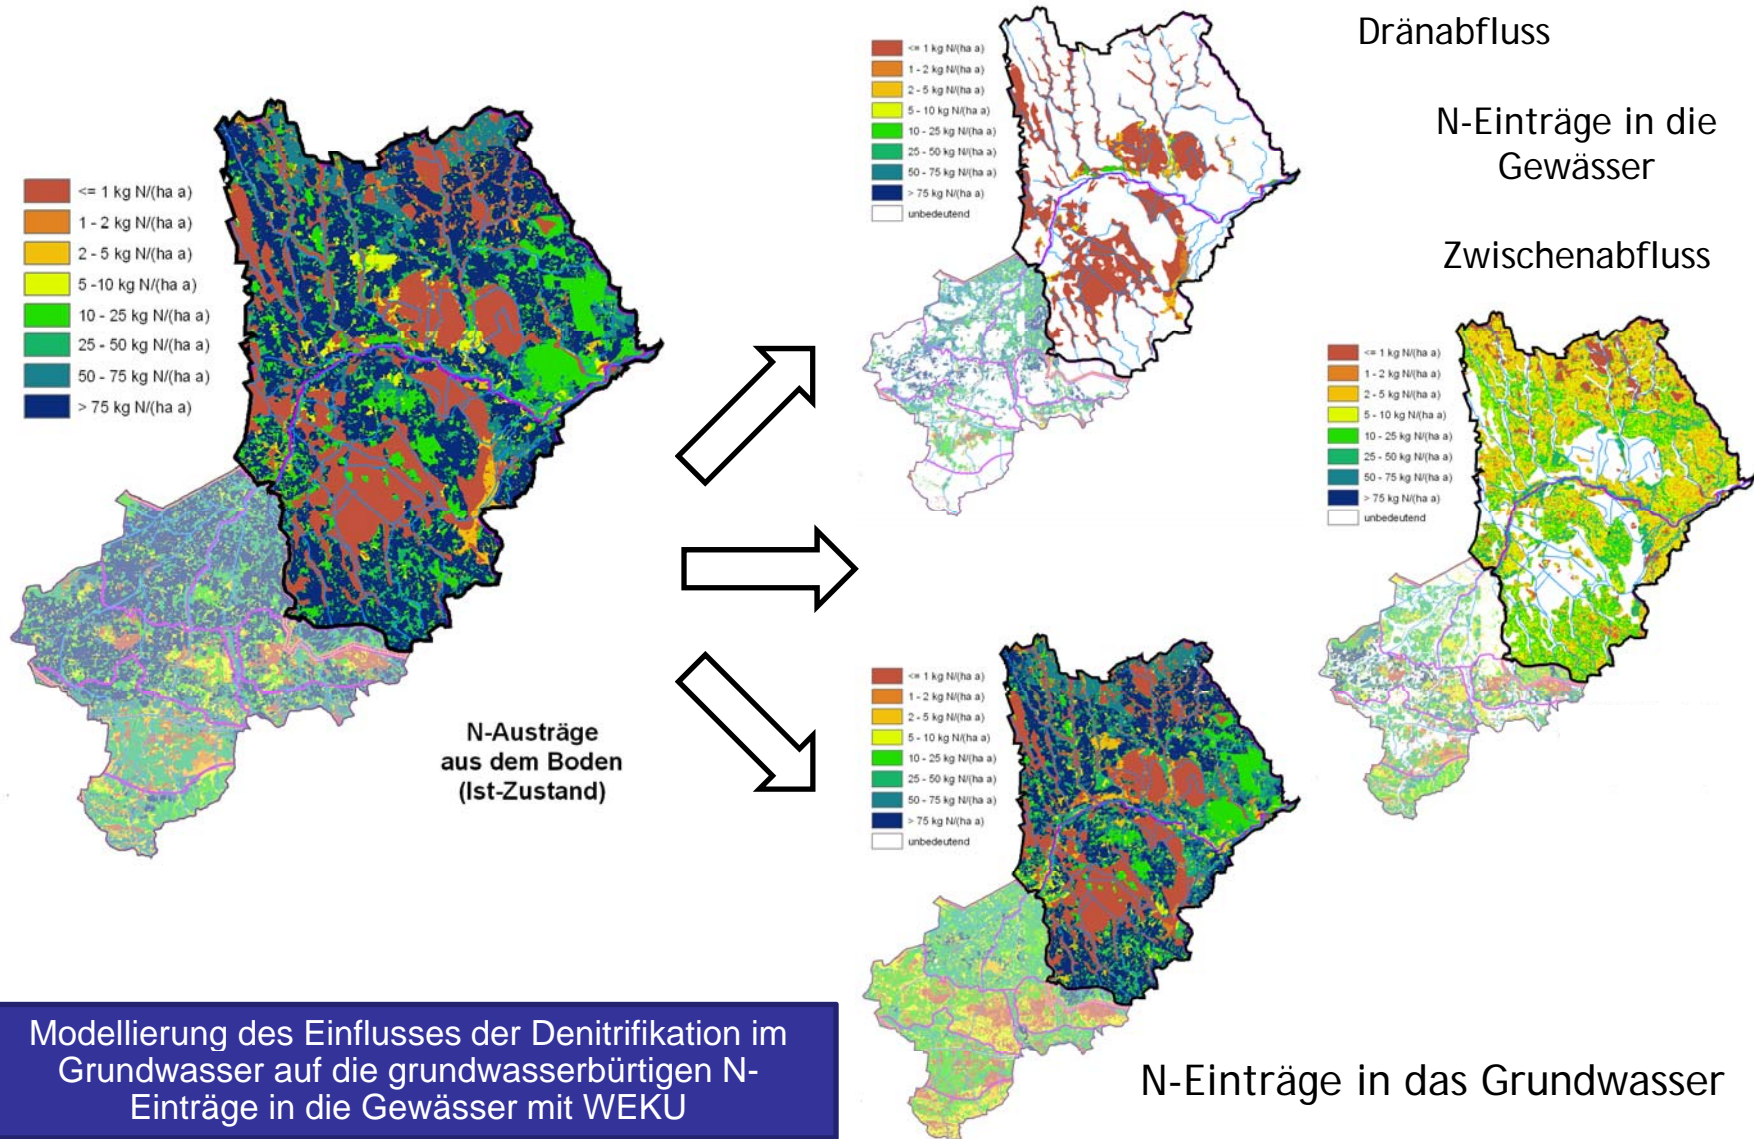 Dränabfluss
N-Einträge in die
Gewässer
Zwischenabfluss
<= 1 kg N/(ha a)
1 - 2 kg N/(ha a)
2 - 5 kg N/(ha a)
5 - 10 kg N/(ha a)
10 - 25 kg N/(ha a)
25 - 50 kg N/(ha a)
50 - 75 kg N/(ha a)
> 75 kg N/(ha a)
unbedeutend
<= 1 kg N/(ha a)
1 - 2 kg N/(ha a)
2 - 5 kg N/(ha a)
5 -10 kg N/(ha a)
10 - 25 kg N/(ha a)
25 - 50 kg N/(ha a)
50 - 75 kg N/(ha a)
> 75 kg N/(ha a)
<= 1 kg N/(ha a)
1 - 2 kg N/(ha a)
2 - 5 kg N/(ha a)
5 - 10 kg N/(ha a)
10 - 25 kg N/(ha a)
25 - 50 kg N/(ha a)
50 - 75 kg N/(ha a)
> 75 kg N/(ha a)
unbedeutend
N-Austräge
aus dem Boden
(Ist-Zustand)
<= 1 kg N/(ha a)
1 - 2 kg N/(ha a)
2 - 5 kg N/(ha a)
5 - 10 kg N/(ha a)
10 - 25 kg N/(ha a)
25 - 50 kg N/(ha a)
50 - 75 kg N/(ha a)
> 75 kg N/(ha a)
unbedeutend
Modellierung des Einflusses der Denitrifikation im
Grundwasser auf die grundwasserbürtigen N-
Einträge in die Gewässer mit WEKU
N-Einträge in das Grundwasser